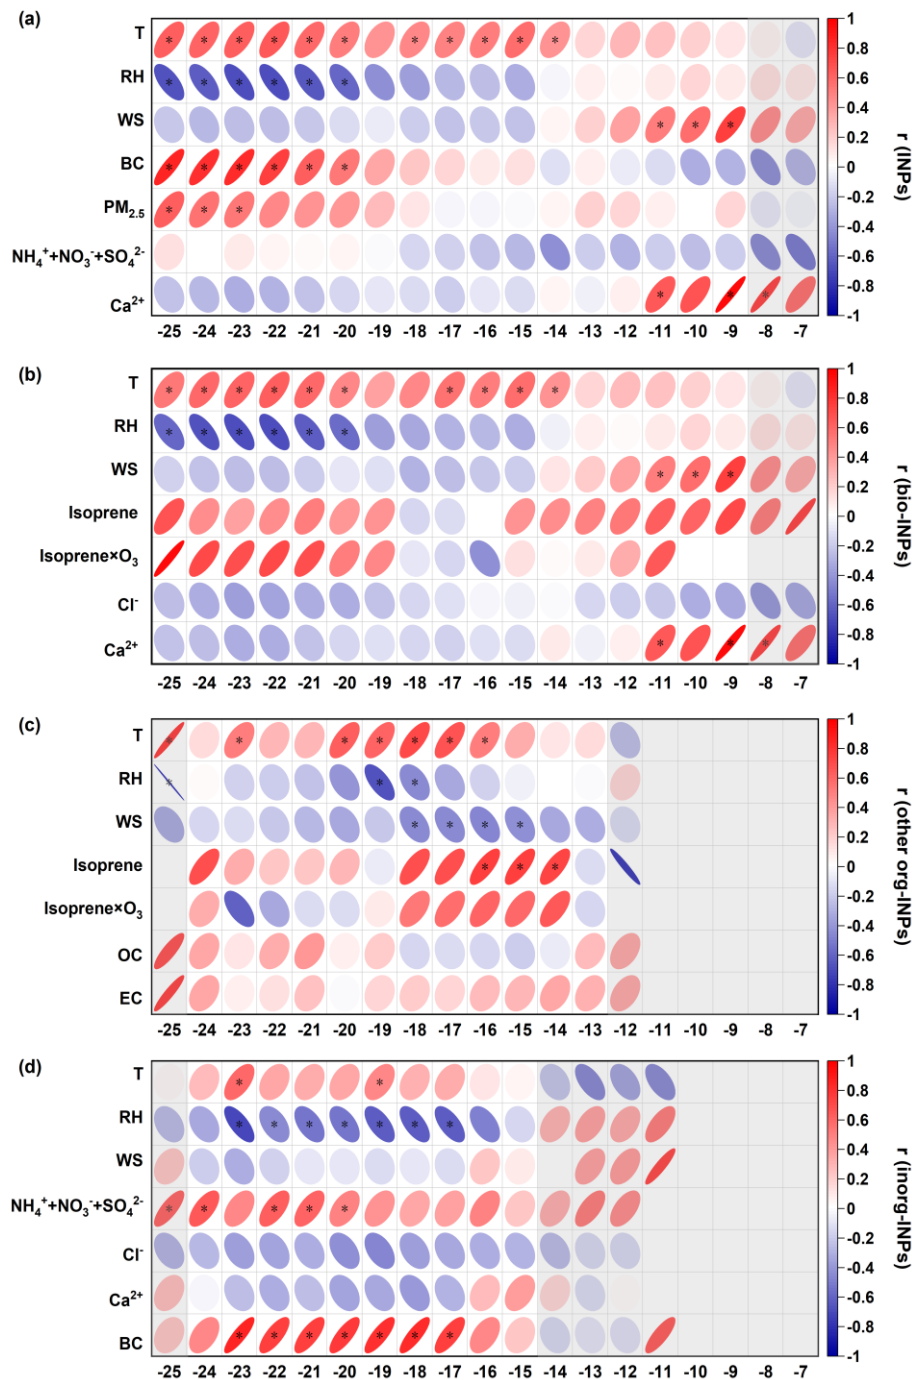 (a)
T
RH
WS
BC
PM₂.₅
NH₄⁺+NO₃⁻+SO₄²⁻
Ca²⁺
-25 -24 -23 -22 -21 -20 -19 -18 -17 -16 -15 -14 -13 -12 -11 -10 -9 -8 -7
1
0.8
0.6
0.4
0.2
0
-0.2
-0.4
-0.6
-0.8
-1
r (INPs)
(b)
T
RH
WS
Isoprene
Isoprene×O₃
Cl⁻
Ca²⁺
-25 -24 -23 -22 -21 -20 -19 -18 -17 -16 -15 -14 -13 -12 -11 -10 -9 -8 -7
1
0.8
0.6
0.4
0.2
0
-0.2
-0.4
-0.6
-0.8
-1
r (bio-INPs)
(c)
T
RH
WS
Isoprene
Isoprene×O₃
OC
EC
-25 -24 -23 -22 -21 -20 -19 -18 -17 -16 -15 -14 -13 -12 -11 -10 -9 -8 -7
1
0.8
0.6
0.4
0.2
0
-0.2
-0.4
-0.6
-0.8
-1
r (other org-INPs)
(d)
T
RH
WS
NH₄⁺+NO₃⁻+SO₄²⁻
Cl⁻
Ca²⁺
BC
-25 -24 -23 -22 -21 -20 -19 -18 -17 -16 -15 -14 -13 -12 -11 -10 -9 -8 -7
1
0.8
0.6
0.4
0.2
0
-0.2
-0.4
-0.6
-0.8
-1
r (inorg-INPs)